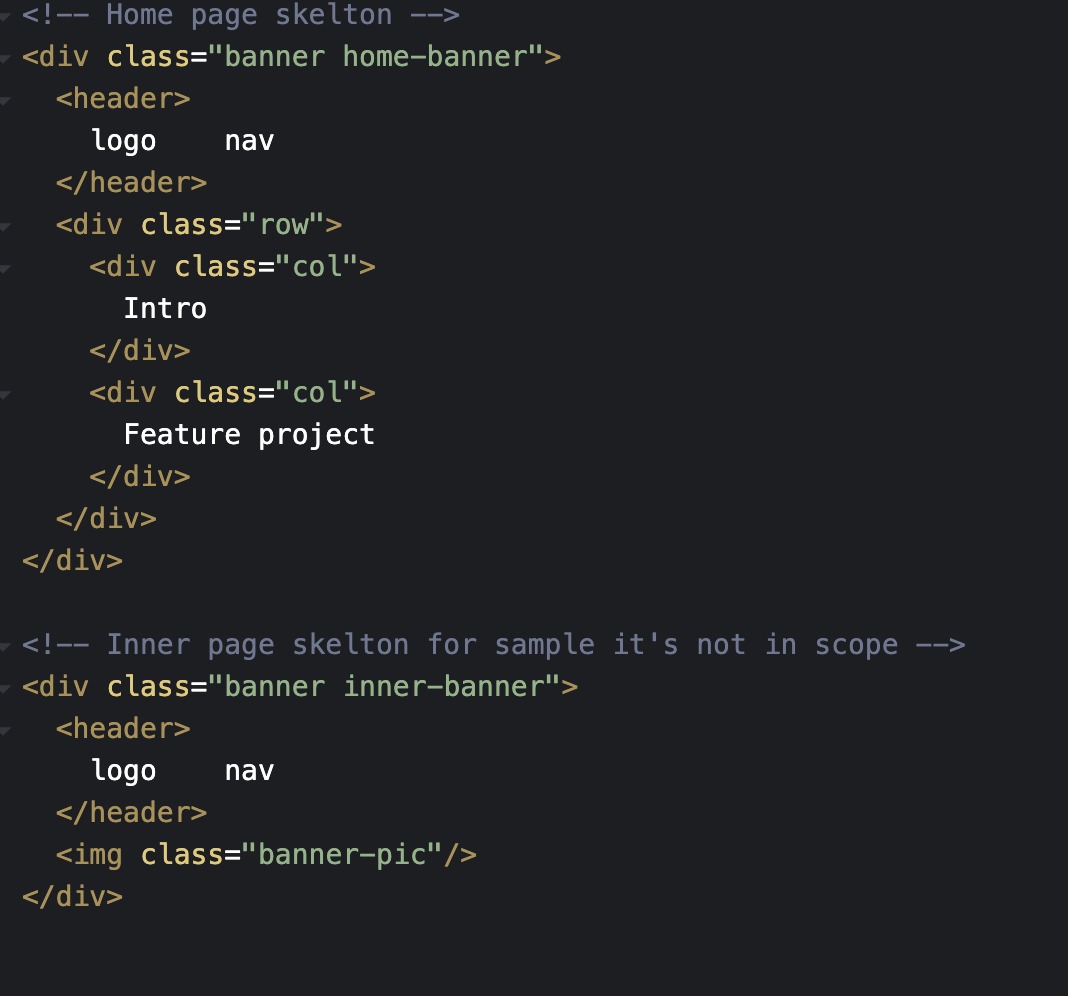 <!-- Home page skelton -->
<div class="banner home-banner">
  <header>
    logo    nav
  </header>
  <div class="row">
    <div class="col">
      Intro
    </div>
    <div class="col">
      Feature project
    </div>
  </div>
</div>

<!-- Inner page skelton for sample it's not in scope -->
<div class="banner inner-banner">
  <header>
    logo    nav
  </header>
  <img class="banner-pic"/>
</div>